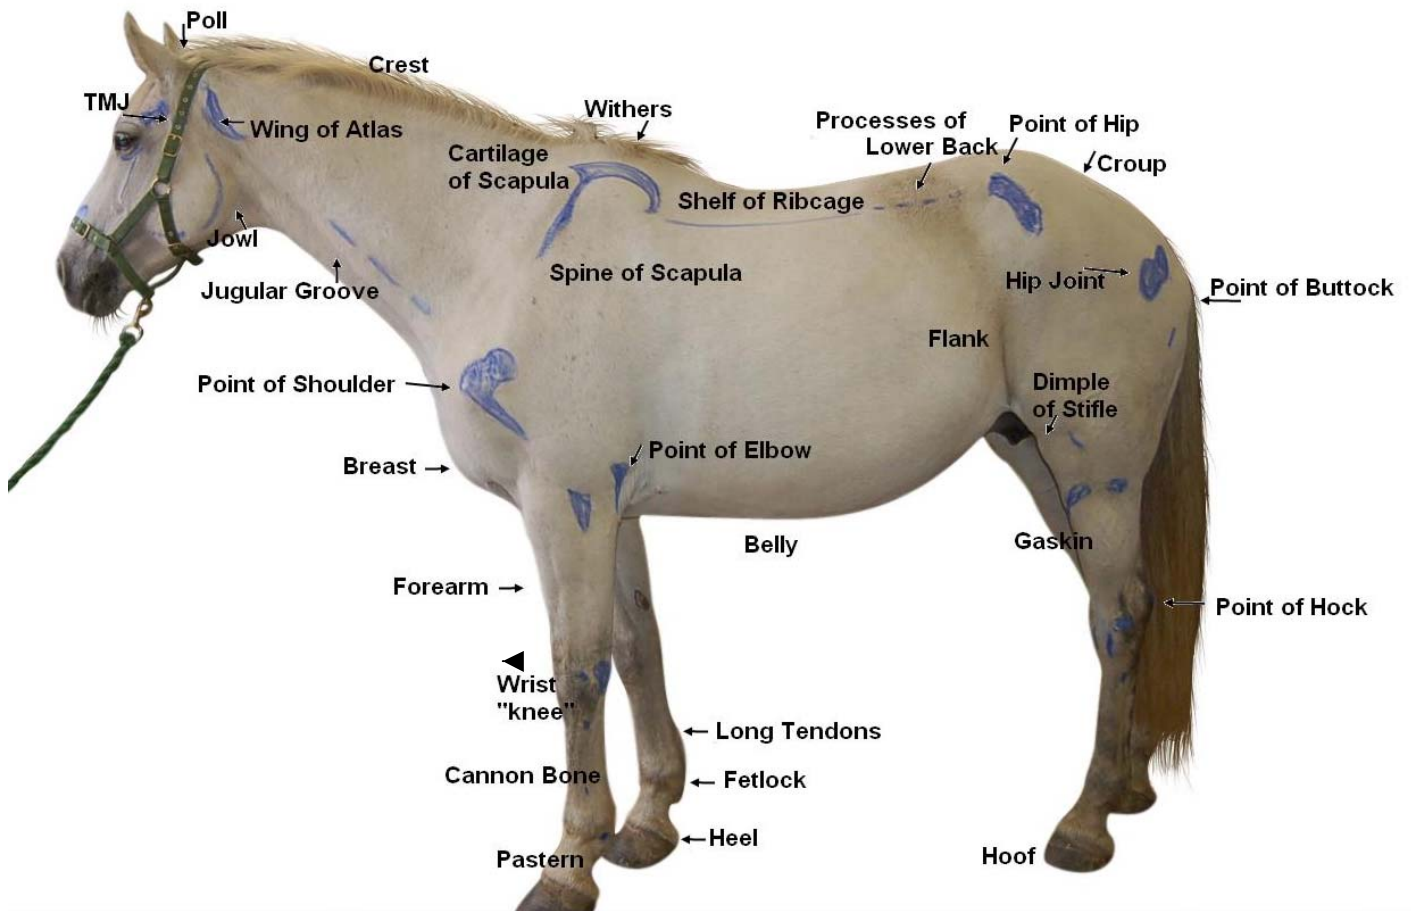 Poll
Crest
TMJ
Wing of Atlas
Withers
Cartilage
of Scapula
Processes of
Lower Back
Point of Hip
Croup
Shelf of Ribcage
Jowl
Jugular Groove
Spine of Scapula
Hip Joint
Point of Buttock
Flank
Point of Shoulder
Dimple
of Stifle
Breast
Point of Elbow
Belly
Gaskin
Forearm
Point of Hock
Wrist
"knee"
Long Tendons
Cannon Bone
Fetlock
Heel
Pastern
Hoof